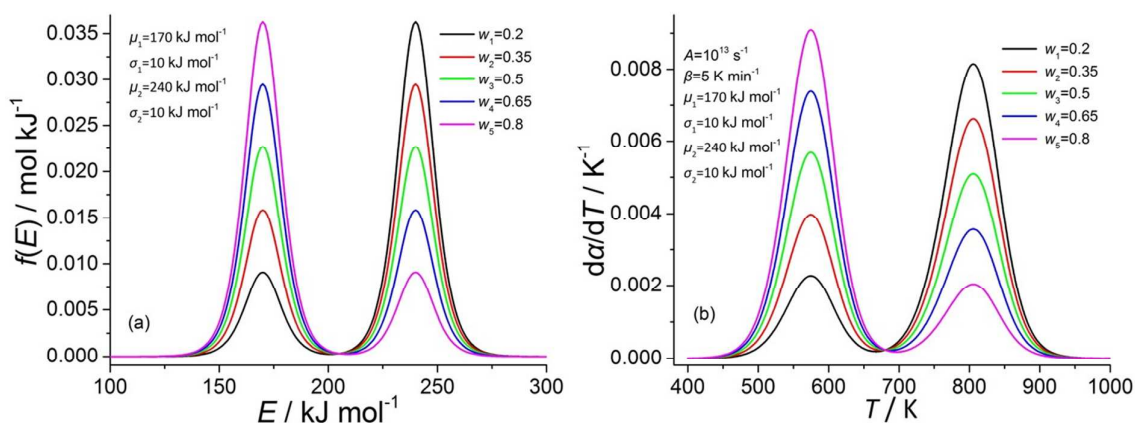 0.035
0.030
0.025
0.020
0.015
0.010
0.005
0.000
f(E) / mol kJ⁻¹
μ₁=170 kJ mol⁻¹
σ₁=10 kJ mol⁻¹
μ₂=240 kJ mol⁻¹
σ₂=10 kJ mol⁻¹
w₁=0.2
w₂=0.35
w₃=0.5
w₄=0.65
w₅=0.8
(a)
100 150 200 250 300
E / kJ mol⁻¹
0.008
0.006
0.004
0.002
0.000
dα/dT / K⁻¹
A=10¹³ s⁻¹
β=5 K min⁻¹
μ₁=170 kJ mol⁻¹
σ₁=10 kJ mol⁻¹
μ₂=240 kJ mol⁻¹
σ₂=10 kJ mol⁻¹
w₁=0.2
w₂=0.35
w₃=0.5
w₄=0.65
w₅=0.8
(b)
400 500 600 700 800 900 1000
T / K